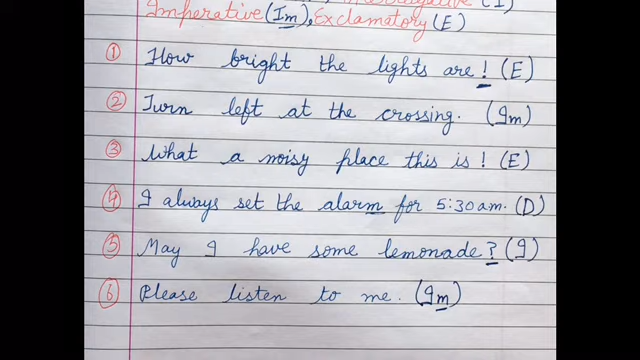 (I)
Imperative (Im), Exclamatory (E)
① How bright the lights are! (E)
② Turn left at the crossing. (Im)
③ What a noisy place this is! (E)
④ I always set the alarm for 5:30 am. (D)
⑤ May I have some lemonade? (I)
⑥ Please listen to me. (Im)